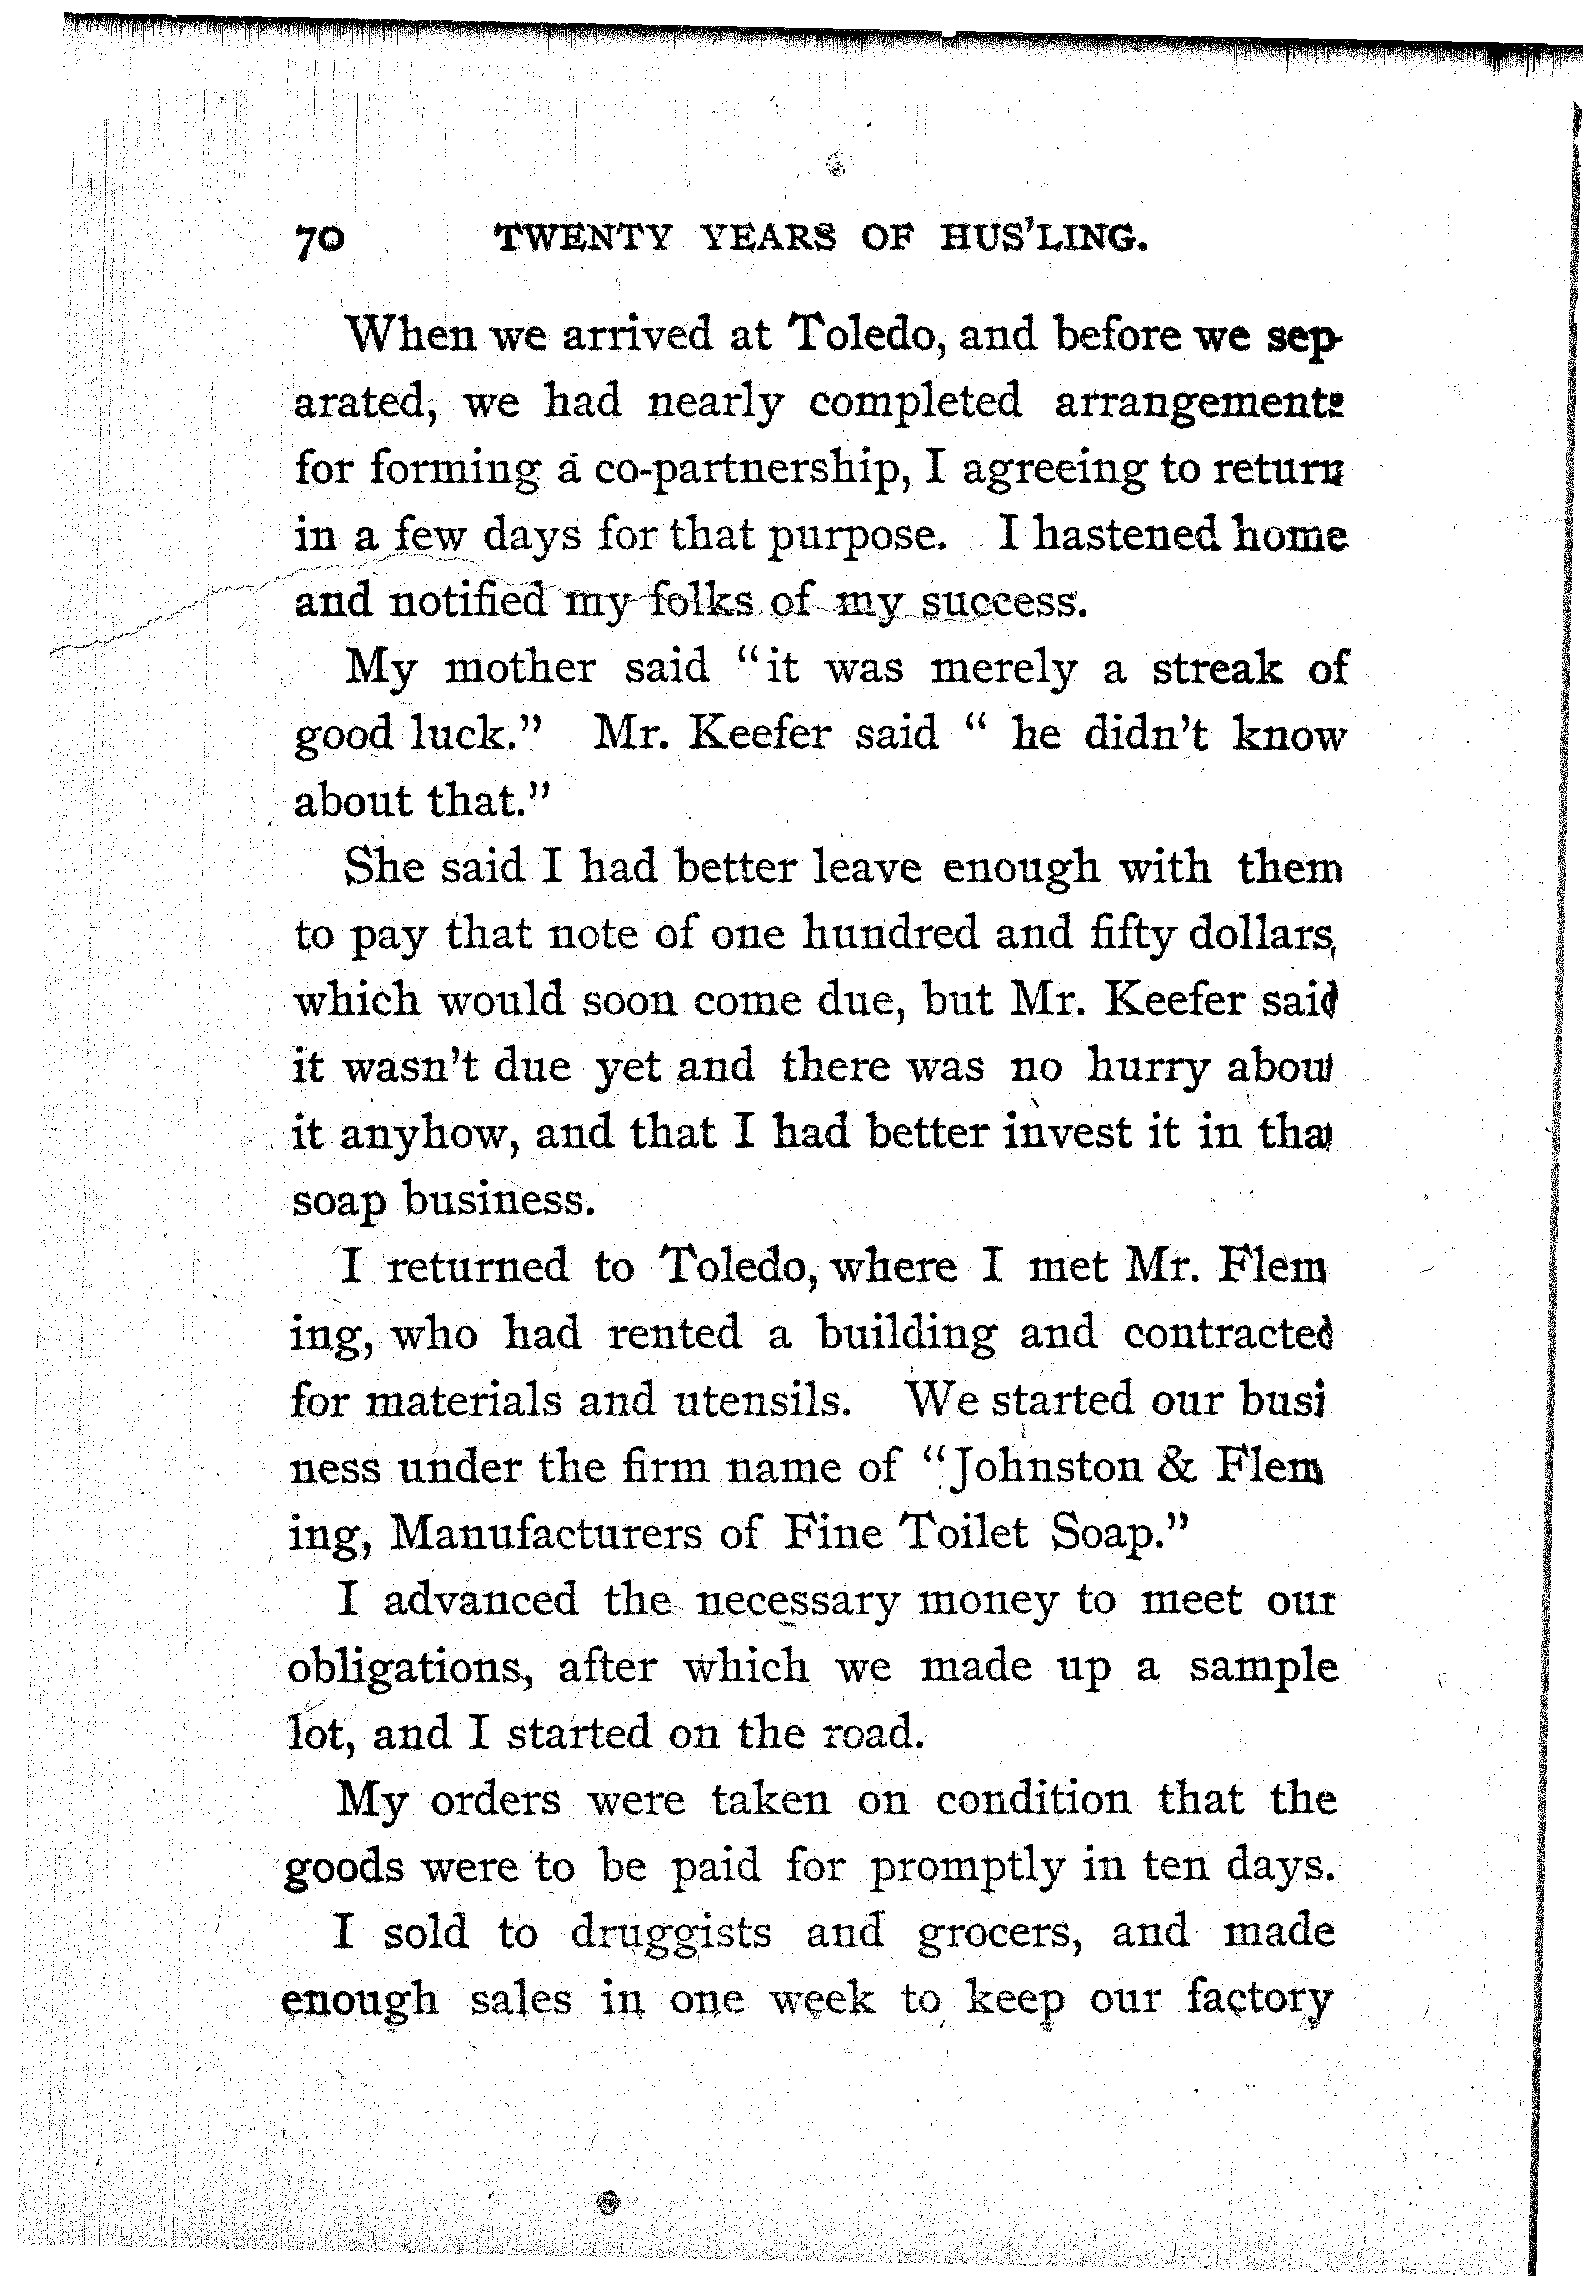 70 TWENTY YEARS OF HUS'LING.
When we arrived at Toledo, and before we sep-
arated, we had nearly completed arrangements
for forming a co-partnership, I agreeing to return
in a few days for that purpose. I hastened home
and notified my folks of my success.
My mother said "it was merely a streak of
good luck." Mr. Keefer said " he didn't know
about that."
She said I had better leave enough with them
to pay that note of one hundred and fifty dollars,
which would soon come due, but Mr. Keefer said
it wasn't due yet and there was no hurry about
it anyhow, and that I had better invest it in that
soap business.
I returned to Toledo, where I met Mr. Flem
ing, who had rented a building and contracted
for materials and utensils. We started our busi
ness under the firm name of "Johnston & Flem
ing, Manufacturers of Fine Toilet Soap."
I advanced the necessary money to meet our
obligations, after which we made up a sample
lot, and I started on the road.
My orders were taken on condition that the
goods were to be paid for promptly in ten days.
I sold to druggists and grocers, and made
enough sales in one week to keep our factory